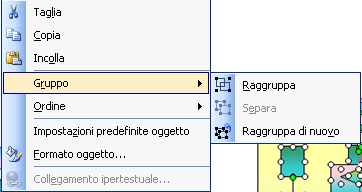 Taglia
Copia
Incolla
Gruppo
Raggruppa
Ordine
Separa
Impostazioni predefinite oggetto
Raggruppa di nuovo
Formato oggetto...
Collegamento ipertestuale...